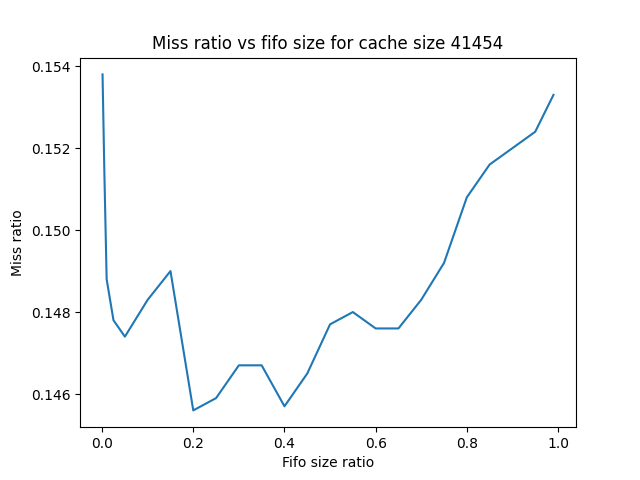 Miss ratio vs fifo size for cache size 41454
0.154
0.152
0.150
0.148
0.146
Miss ratio
0.0 0.2 0.4 0.6 0.8 1.0
Fifo size ratio